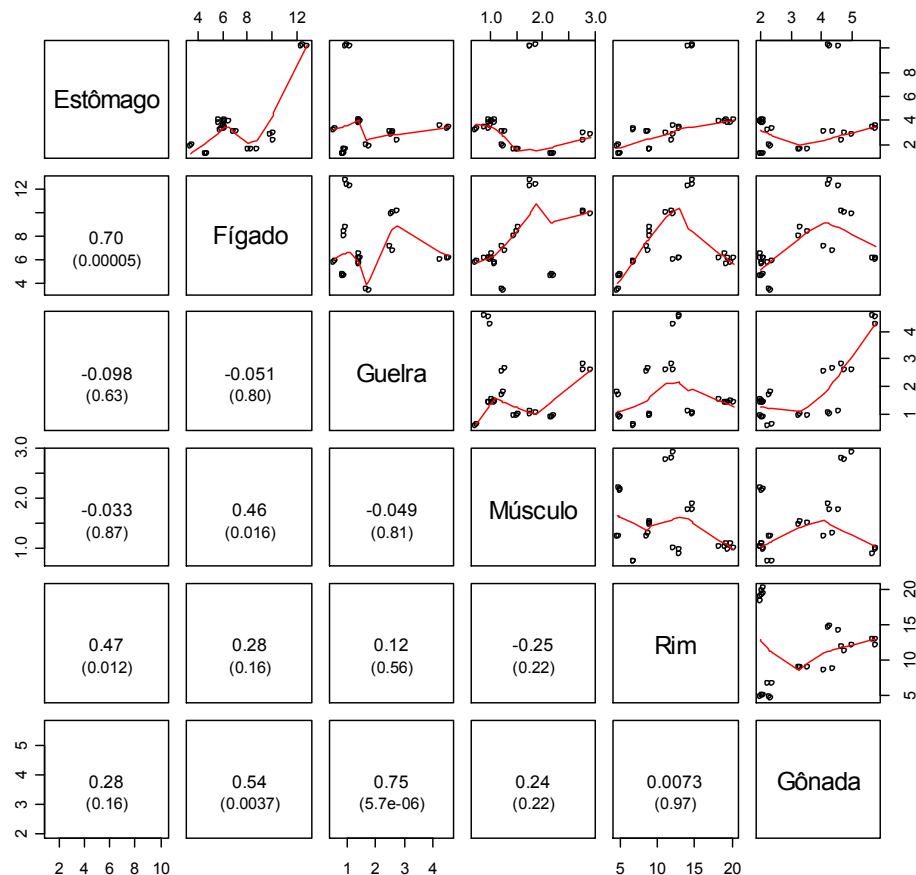 4 6 8 12 1.0 2.0 3.0 2 3 4 5
Estômago
2 4 6 8
4 6 8 12
0.70
(0.00005)
Fígado
-0.098
(0.63)
-0.051
(0.80)
Guelra
1 2 3 4
1.0 2.0 3.0
-0.033
(0.87)
0.46
(0.016)
-0.049
(0.81)
Músculo
0.47
(0.012)
0.28
(0.16)
0.12
(0.56)
-0.25
(0.22)
Rim
5 10 15 20
2 3 4 5
0.28
(0.16)
0.54
(0.0037)
0.75
(5.7e-06)
0.24
(0.22)
0.0073
(0.97)
Gônada
2 4 6 8 10 1 2 3 4 5 10 15 20